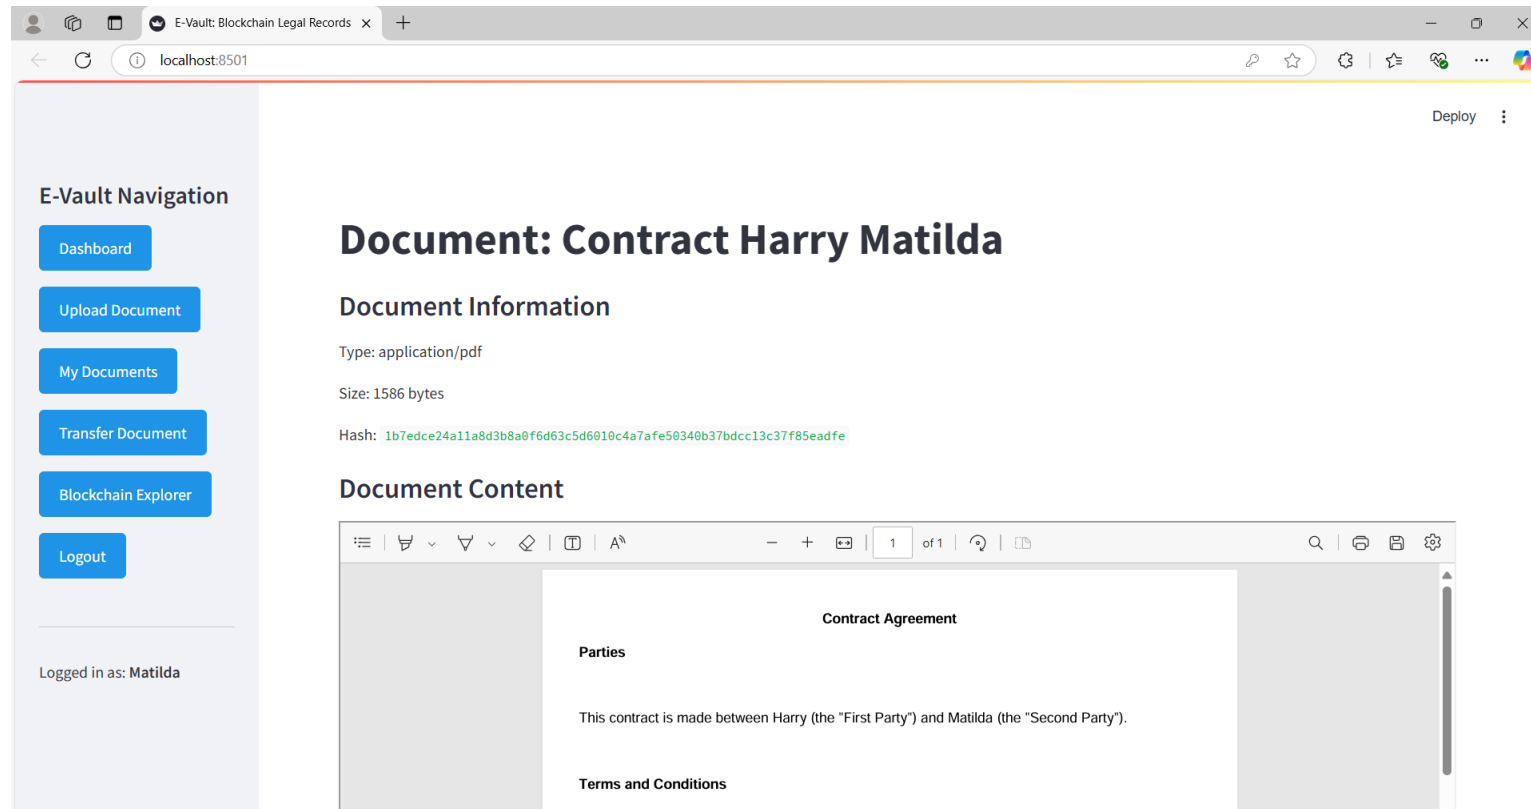 E-Vault: Blockchain Legal Records
localhost:8501
Deploy
E-Vault Navigation
Dashboard
Upload Document
My Documents
Transfer Document
Blockchain Explorer
Logout
Logged in as: Matilda
Document: Contract Harry Matilda
Document Information
Type: application/pdf
Size: 1586 bytes
Hash: 1b7edce24a11a8d3b8a0f6d63c5d6010c4a7afe50340b37bdcc13c37f85eadfe
Document Content
1 of 1
Contract Agreement
Parties
This contract is made between Harry (the "First Party") and Matilda (the "Second Party").
Terms and Conditions